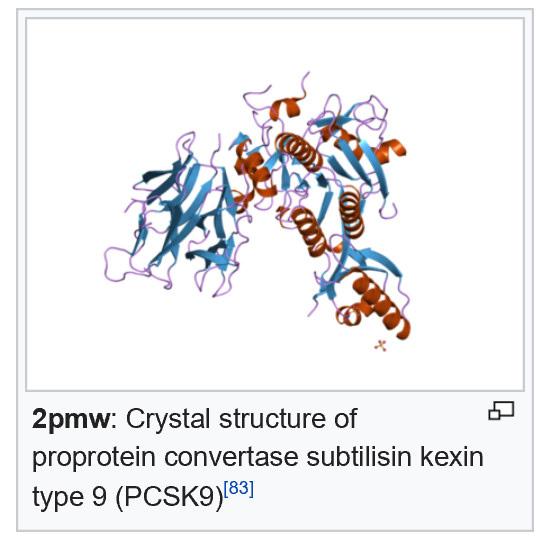 2pmw: Crystal structure of
proprotein convertase subtilisin kexin
type 9 (PCSK9)[83]